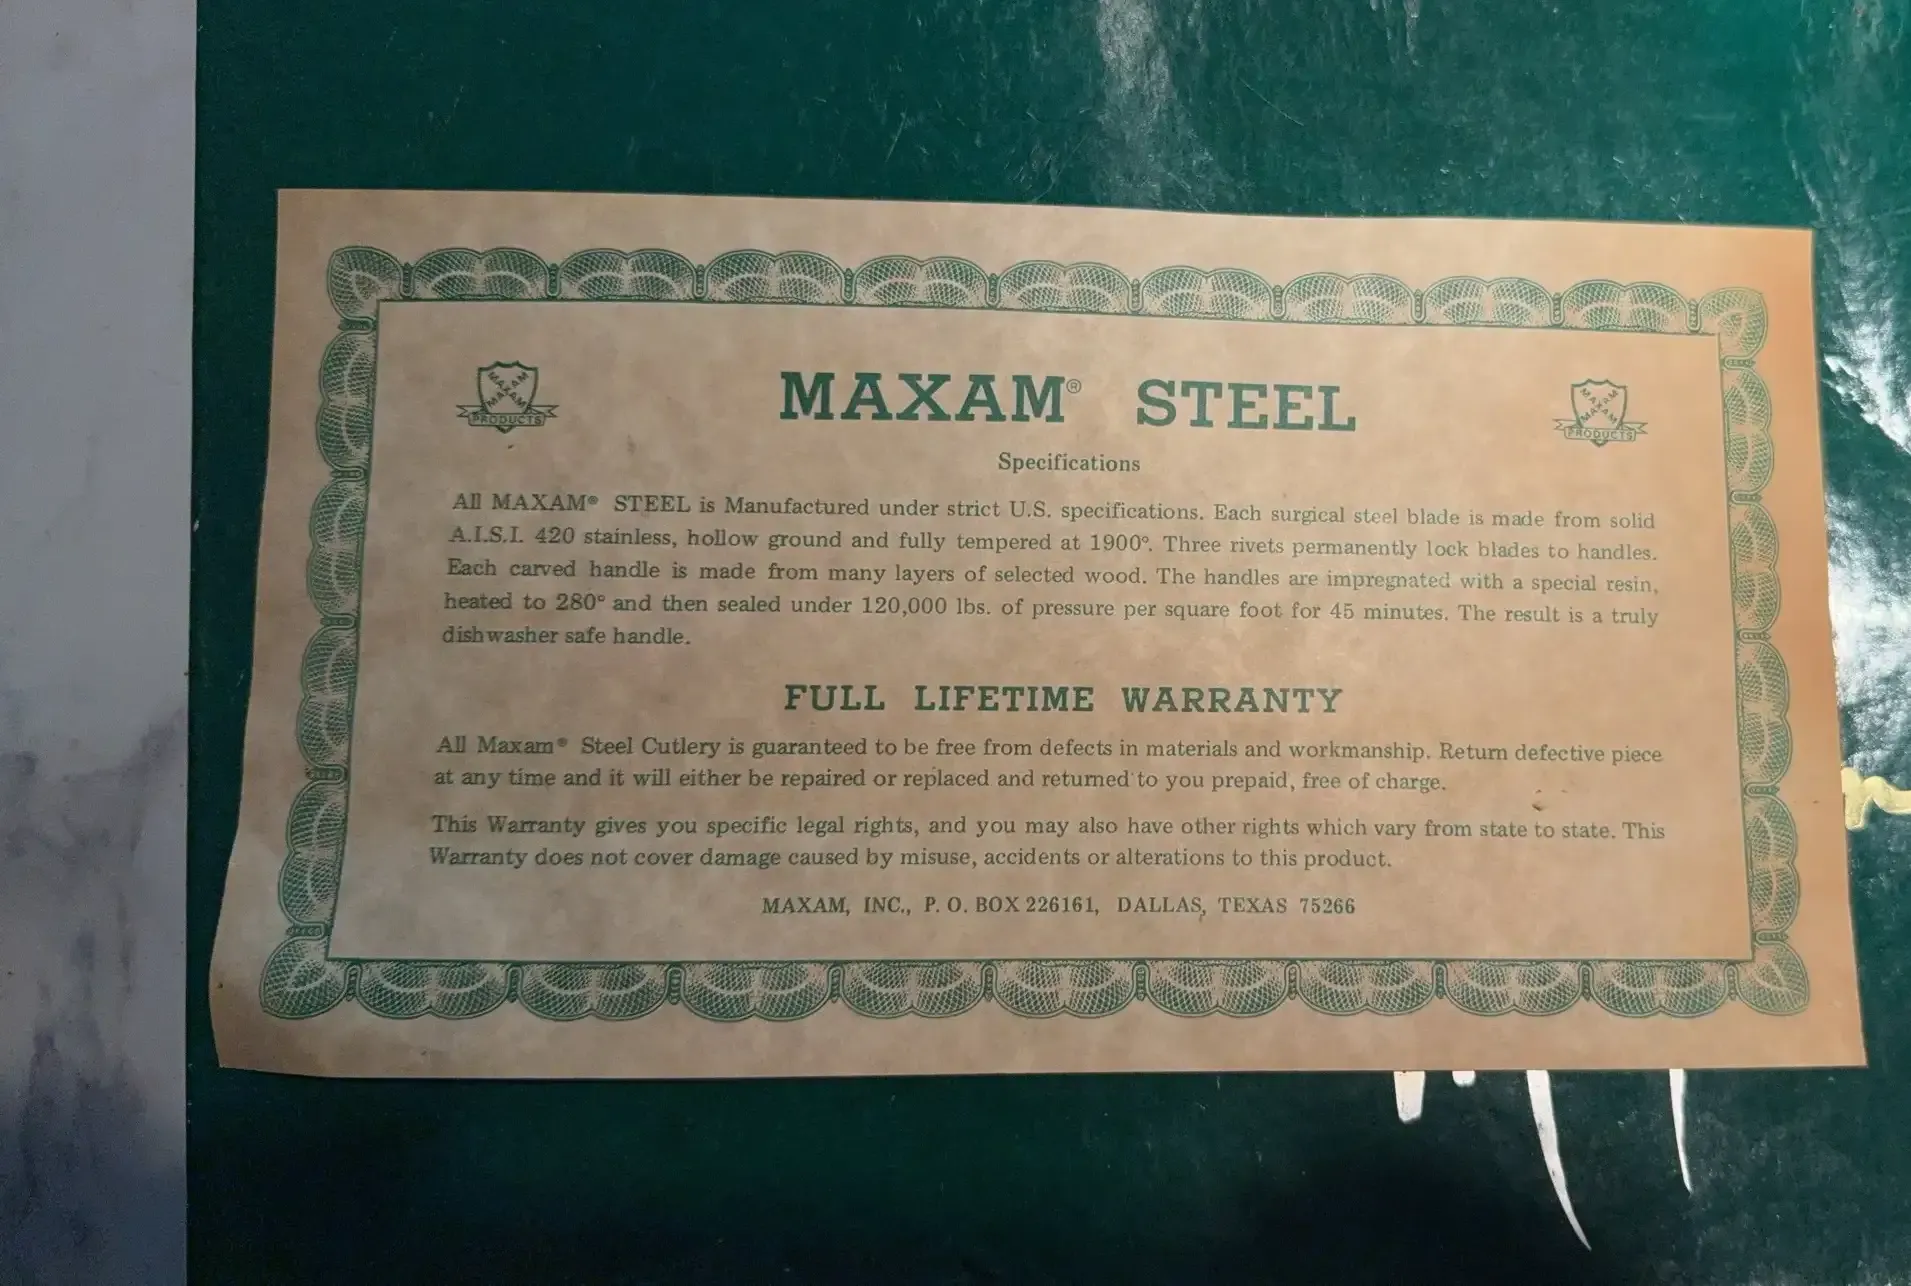 MAXAM
MAXAM
PRODUCTS
MAXAM® STEEL
MAXAM
MAXAM
PRODUCTS
Specifications
All MAXAM® STEEL is Manufactured under strict U.S. specifications. Each surgical steel blade is made from solid
A.I.S.I. 420 stainless, hollow ground and fully tempered at 1900°. Three rivets permanently lock blades to handles.
Each carved handle is made from many layers of selected wood. The handles are impregnated with a special resin,
heated to 280° and then sealed under 120,000 lbs. of pressure per square foot for 45 minutes. The result is a truly
dishwasher safe handle.
FULL LIFETIME WARRANTY
All Maxam® Steel Cutlery is guaranteed to be free from defects in materials and workmanship. Return defective piece
at any time and it will either be repaired or replaced and returned to you prepaid, free of charge.
This Warranty gives you specific legal rights, and you may also have other rights which vary from state to state. This
Warranty does not cover damage caused by misuse, accidents or alterations to this product.
MAXAM, INC., P. O. BOX 226161, DALLAS, TEXAS 75266